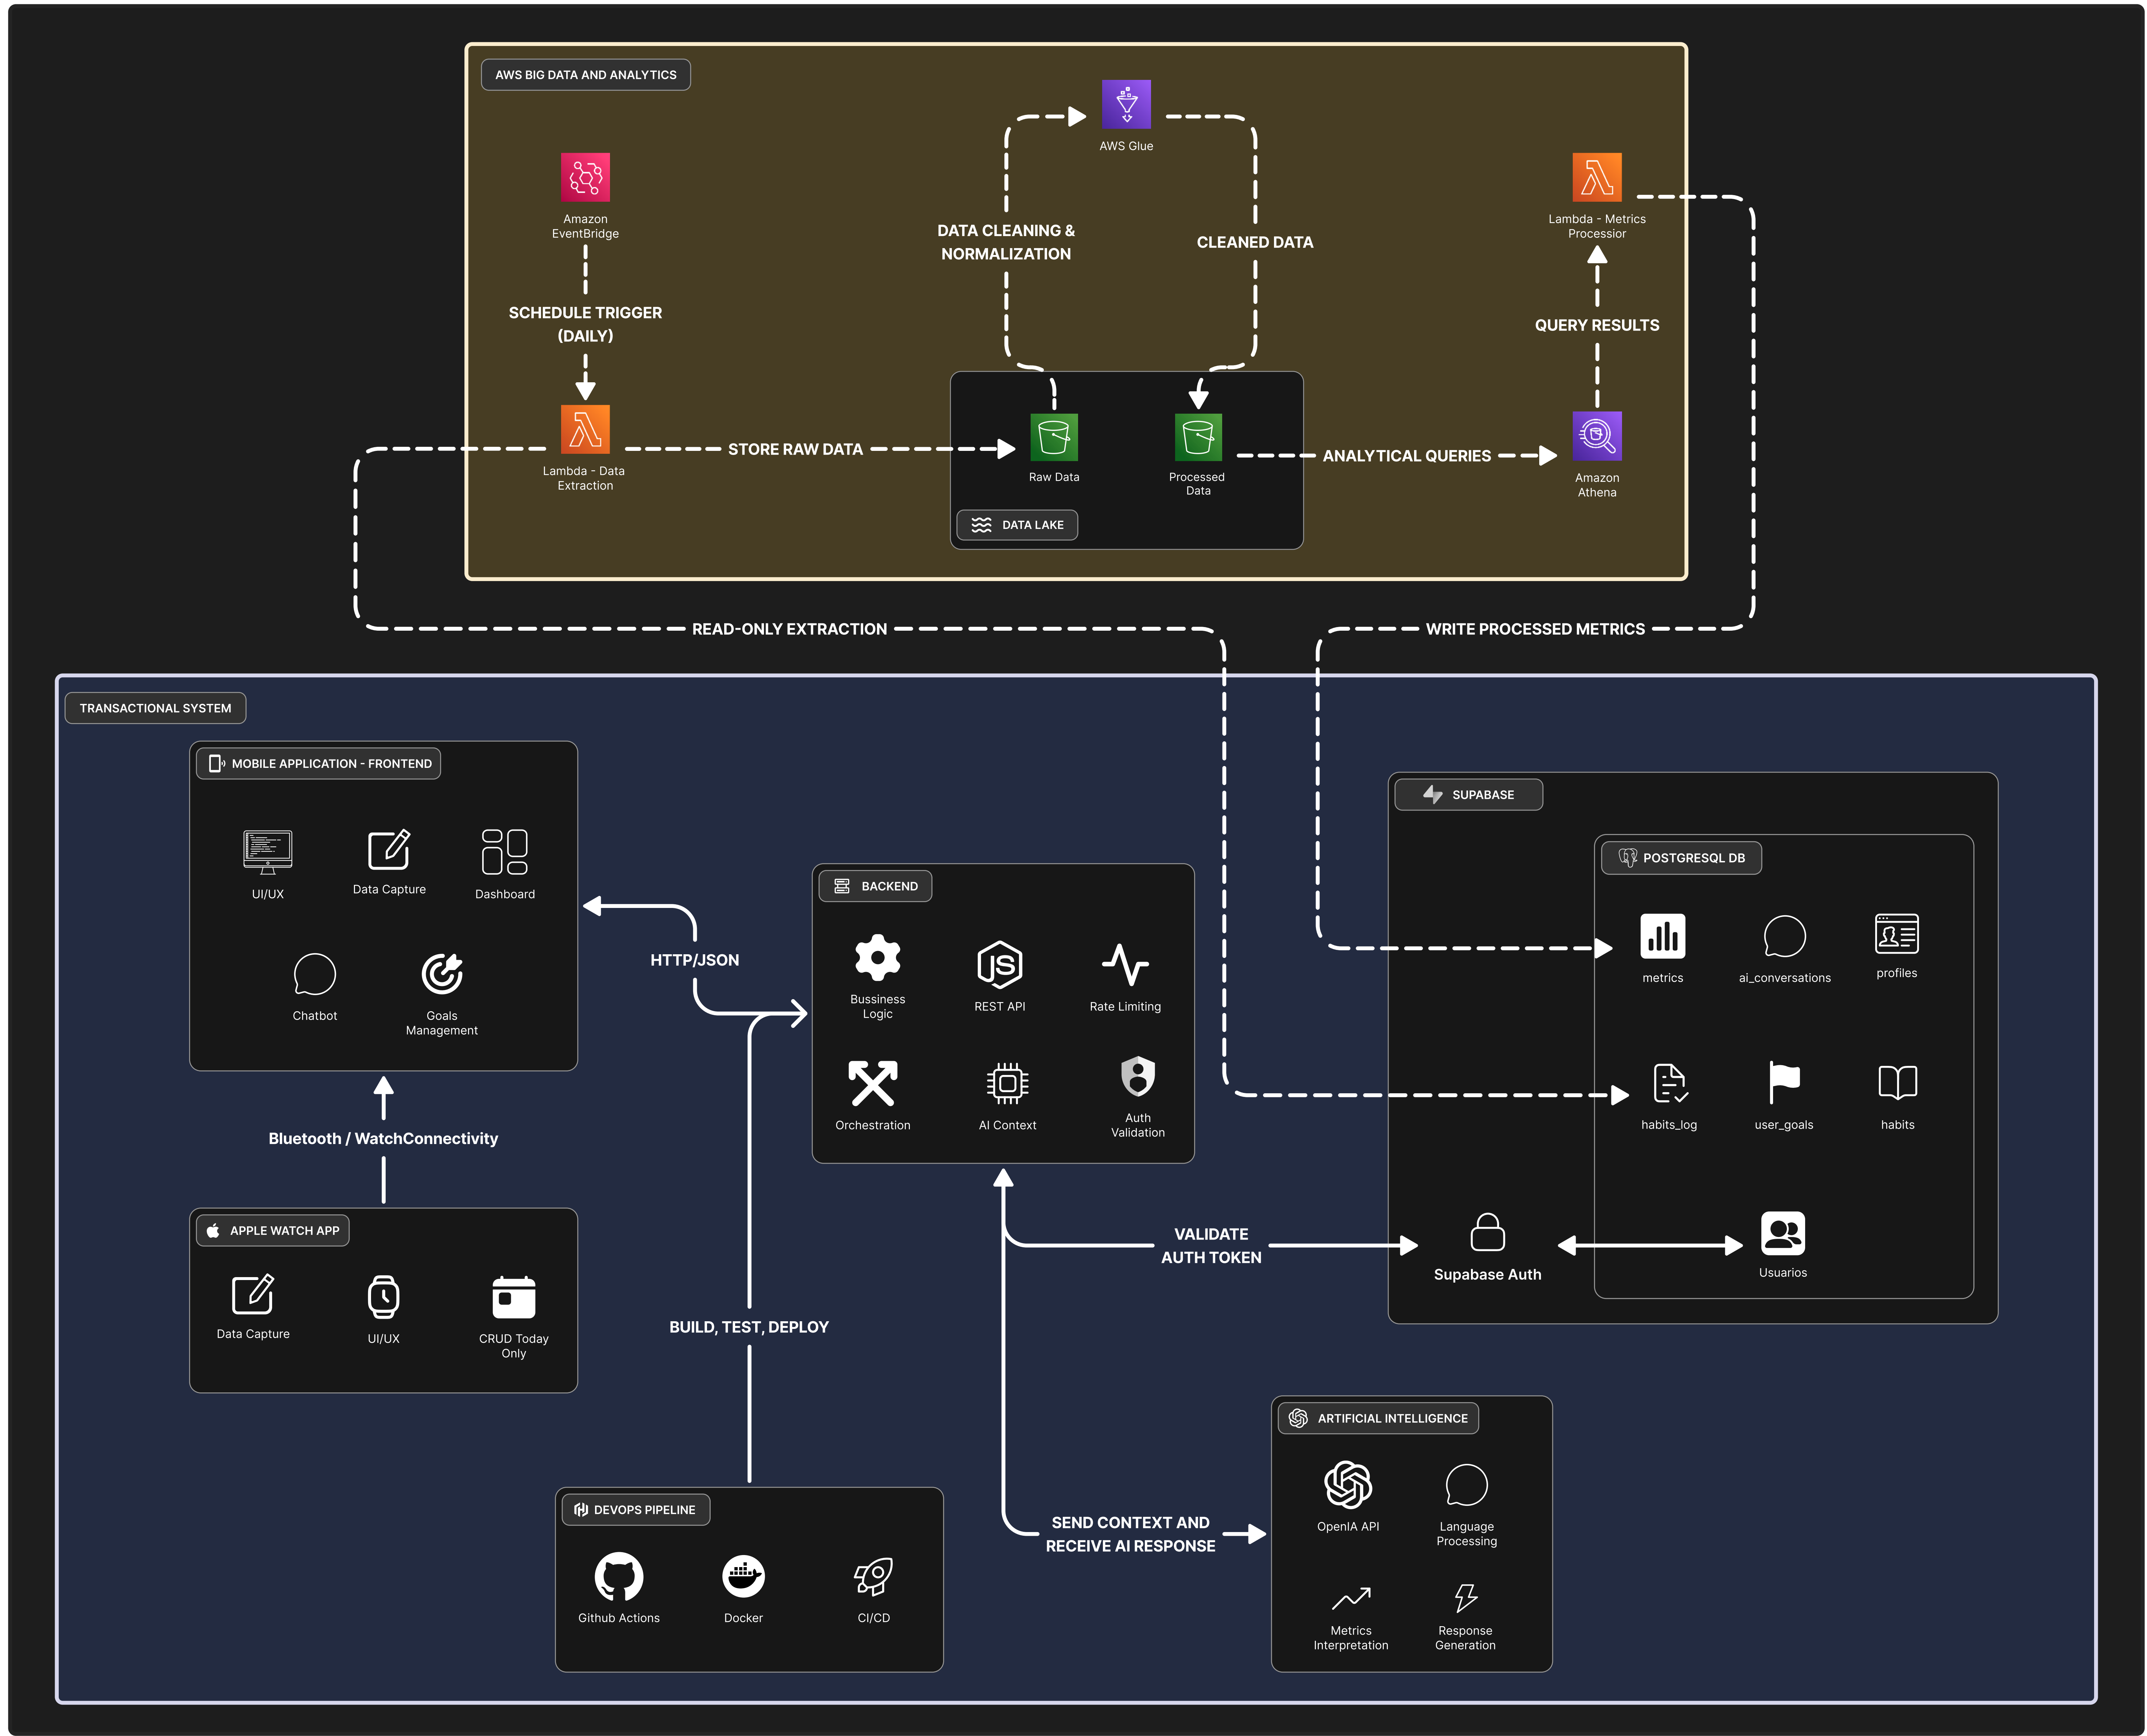 AWS BIG DATA AND ANALYTICS
AWS Glue
Amazon
EventBridge
Lambda - Metrics
Processior
DATA CLEANING &
NORMALIZATION
CLEANED DATA
SCHEDULE TRIGGER
(DAILY)
QUERY RESULTS
Lambda - Data
Extraction
STORE RAW DATA
Raw Data
Processed
Data
ANALYTICAL QUERIES
Amazon
Athena
DATA LAKE
READ-ONLY EXTRACTION
WRITE PROCESSED METRICS
TRANSACTIONAL SYSTEM
MOBILE APPLICATION - FRONTEND
UI/UX
Data Capture
Dashboard
Chatbot
Goals
Management
HTTP/JSON
BACKEND
Bussiness
Logic
JS
REST API
Rate Limiting
Orchestration
AI Context
Auth
Validation
SUPABASE
POSTGRESQL DB
metrics
ai_conversations
profiles
habits_log
user_goals
habits
Supabase Auth
Usuarios
Bluetooth / WatchConnectivity
APPLE WATCH APP
Data Capture
UI/UX
CRUD Today
Only
VALIDATE
AUTH TOKEN
BUILD, TEST, DEPLOY
DEVOPS PIPELINE
Github Actions
Docker
CI/CD
SEND CONTEXT AND
RECEIVE AI RESPONSE
ARTIFICIAL INTELLIGENCE
OpenIA API
Language
Processing
Metrics
Interpretation
Response
Generation